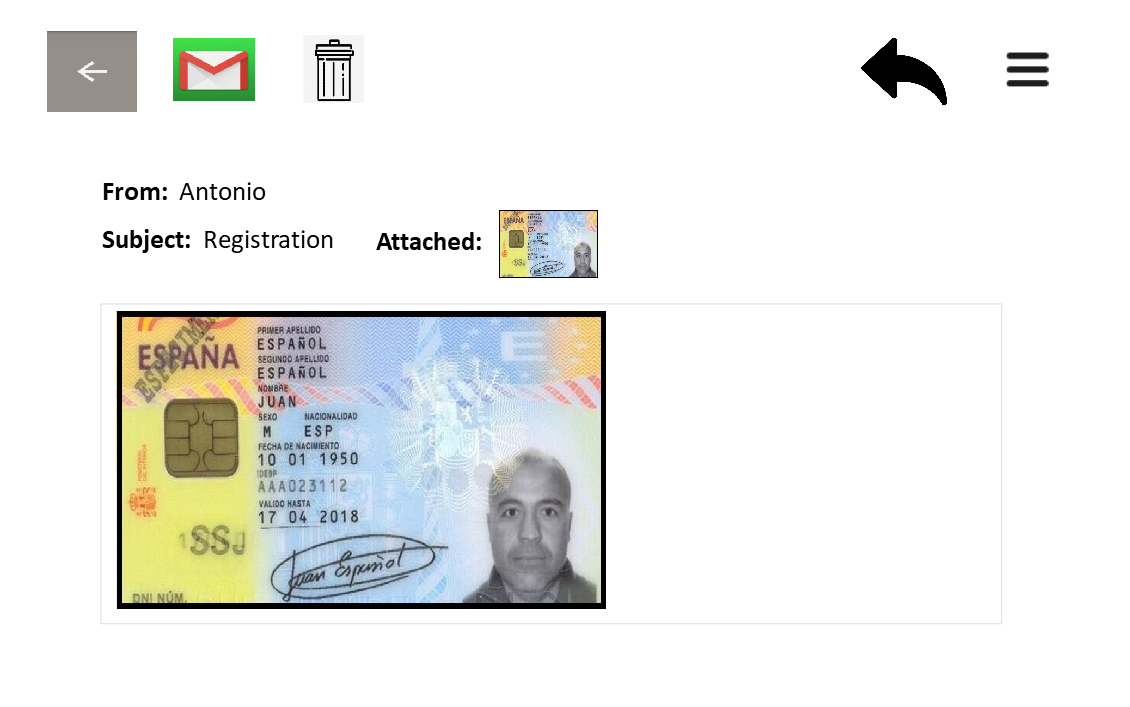 From: Antonio
Subject: Registration Attached:
ESPAÑA
PRIMER APELLIDO
ESPAÑOL
SEGUNDO APELLIDO
ESPAÑOL
NOMBRE
JUAN
SEXO NACIONALIDAD
M ESP
FECHA DE NACIMIENTO
10 01 1950
IDESP
AAA023112
VALIDO HASTA
17 04 2018
1SSJ
Juan Español
DNI NÚM.